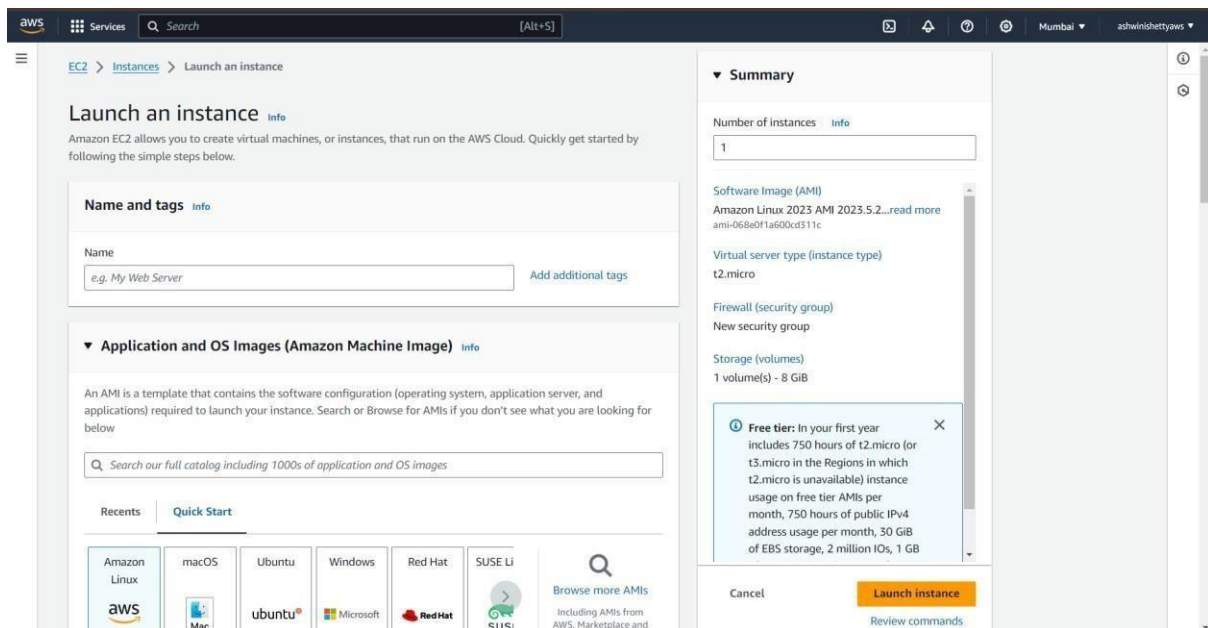 aws
Services
Search
[Alt+S]
Mumbai
ashwinishettyaws
EC2 > Instances > Launch an instance
Launch an instance Info
Amazon EC2 allows you to create virtual machines, or instances, that run on the AWS Cloud. Quickly get started by
following the simple steps below.
Name and tags Info
Name
e.g. My Web Server
Add additional tags
Application and OS Images (Amazon Machine Image) Info
An AMI is a template that contains the software configuration (operating system, application server, and
applications) required to launch your instance. Search or Browse for AMIs if you don't see what you are looking for
below
Search our full catalog including 1000s of application and OS images
Recents
Quick Start
Amazon
Linux
aws
macOS
Mac
Ubuntu
ubuntu
Windows
Microsoft
Red Hat
Red Hat
SUSE Li
Browse more AMIs
Including AMIs from
AWS, Marketplace and
Summary
Number of instances Info
1
Software Image (AMI)
Amazon Linux 2023 AMI 2023.5.2...read more
ami-068e0f1a600cd311c
Virtual server type (instance type)
t2.micro
Firewall (security group)
New security group
Storage (volumes)
1 volume(s) - 8 GiB
Free tier: In your first year
includes 750 hours of t2.micro (or
t3.micro in the Regions in which
t2.micro is unavailable) instance
usage on free tier AMIs per
month, 750 hours of public IPv4
address usage per month, 30 GiB
of EBS storage, 2 million IOs, 1 GB
Cancel
Launch instance
Review commands